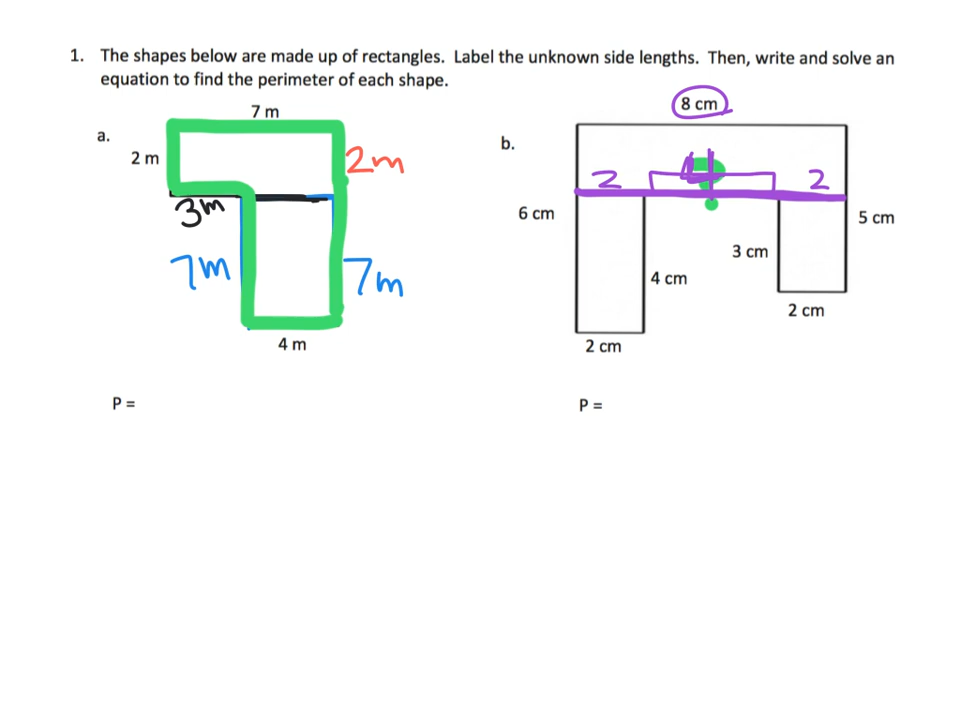 1. The shapes below are made up of rectangles. Label the unknown side lengths. Then, write and solve an
equation to find the perimeter of each shape.
a.
7 m
2 m
2m
3m
7m
7m
4 m
P =
b.
8 cm
2
4
2
6 cm
5 cm
3 cm
4 cm
2 cm
2 cm
P =